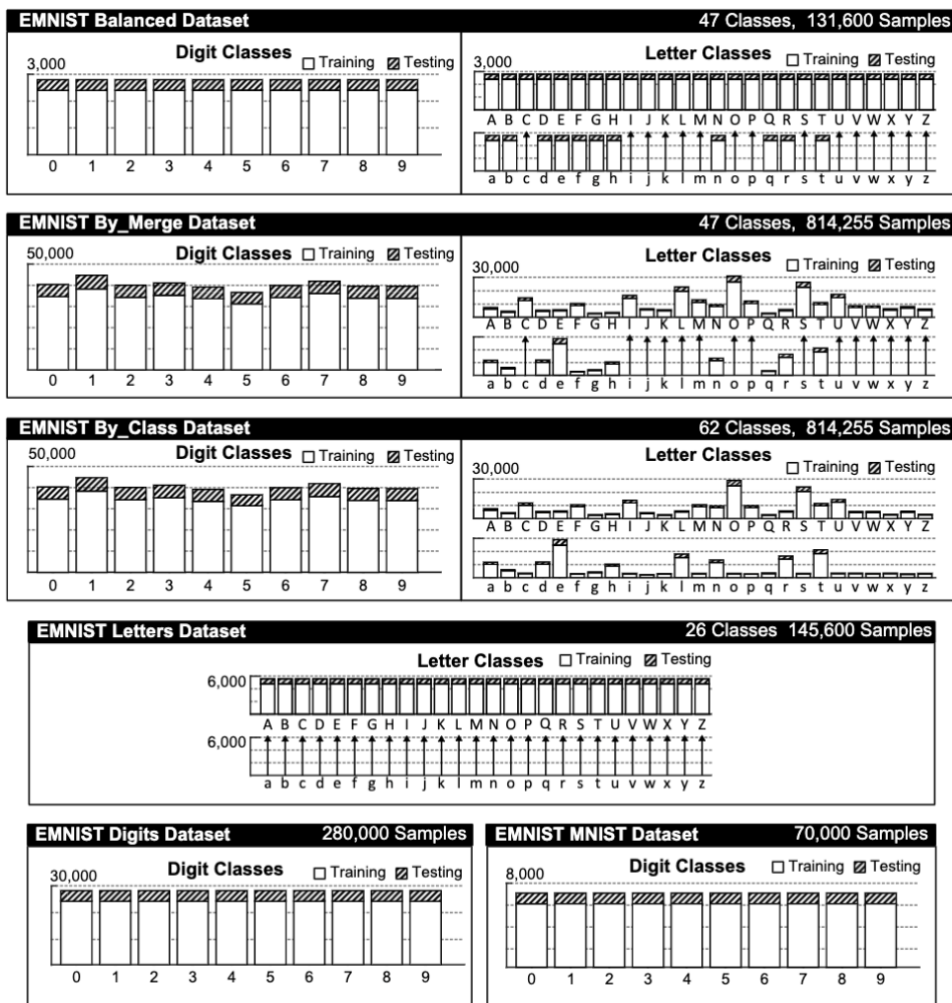 EMNIST Balanced Dataset 47 Classes, 131,600 Samples
Digit Classes Training Testing
3,000
0 1 2 3 4 5 6 7 8 9
Letter Classes Training Testing
3,000
A B C D E F G H I J K L M N O P Q R S T U V W X Y Z
a b c d e f g h i j k l m n o p q r s t u v w x y z
EMNIST By_Merge Dataset 47 Classes, 814,255 Samples
Digit Classes Training Testing
50,000
0 1 2 3 4 5 6 7 8 9
Letter Classes
Training Testing
30,000
A B C D E F G H I J K L M N O P Q R S T U V W X Y Z
a b c d e f g h i j k l m n o p q r s t u v w x y z
EMNIST By_Class Dataset 62 Classes, 814,255 Samples
Digit Classes Training Testing
50,000
0 1 2 3 4 5 6 7 8 9
Letter Classes
Training Testing
30,000
A B C D E F G H I J K L M N O P Q R S T U V W X Y Z
a b c d e f g h i j k l m n o p q r s t u v w x y z
EMNIST Letters Dataset 26 Classes 145,600 Samples
Letter Classes Training Testing
6,000
A B C D E F G H I J K L M N O P Q R S T U V W X Y Z
6,000
a b c d e f g h i j k l m n o p q r s t u v w x y z
EMNIST Digits Dataset 280,000 Samples
Digit Classes Training Testing
30,000
0 1 2 3 4 5 6 7 8 9
EMNIST MNIST Dataset 70,000 Samples
Digit Classes Training Testing
8,000
0 1 2 3 4 5 6 7 8 9